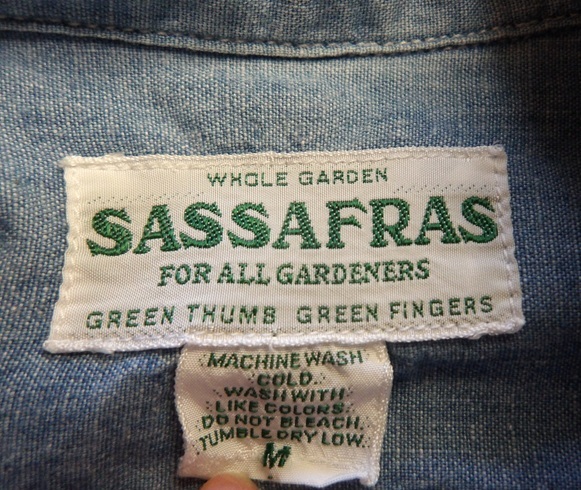 WHOLE GARDEN
SASSAFRAS
FOR ALL GARDENERS
GREEN THUMB GREEN FINGERS
MACHINE WASH
COLD.
WASH WITH
LIKE COLORS.
DO NOT BLEACH.
TUMBLE DRY LOW.
M